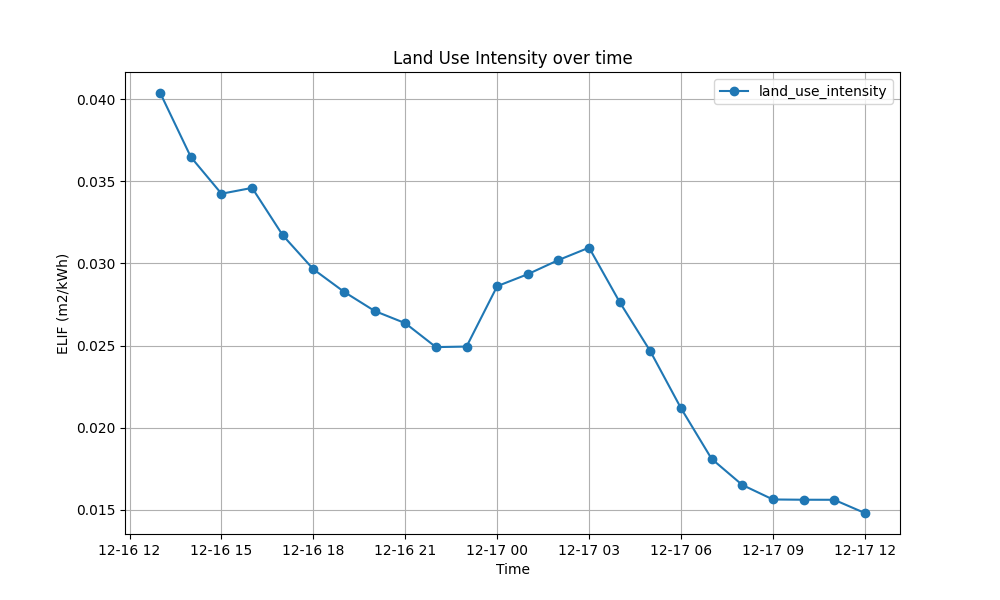 Land Use Intensity over time
land_use_intensity
0.040
0.035
0.030
0.025
0.020
0.015
ELIF (m2/kWh)
12-16 12 12-16 15 12-16 18 12-16 21 12-17 00 12-17 03 12-17 06 12-17 09 12-17 12
Time